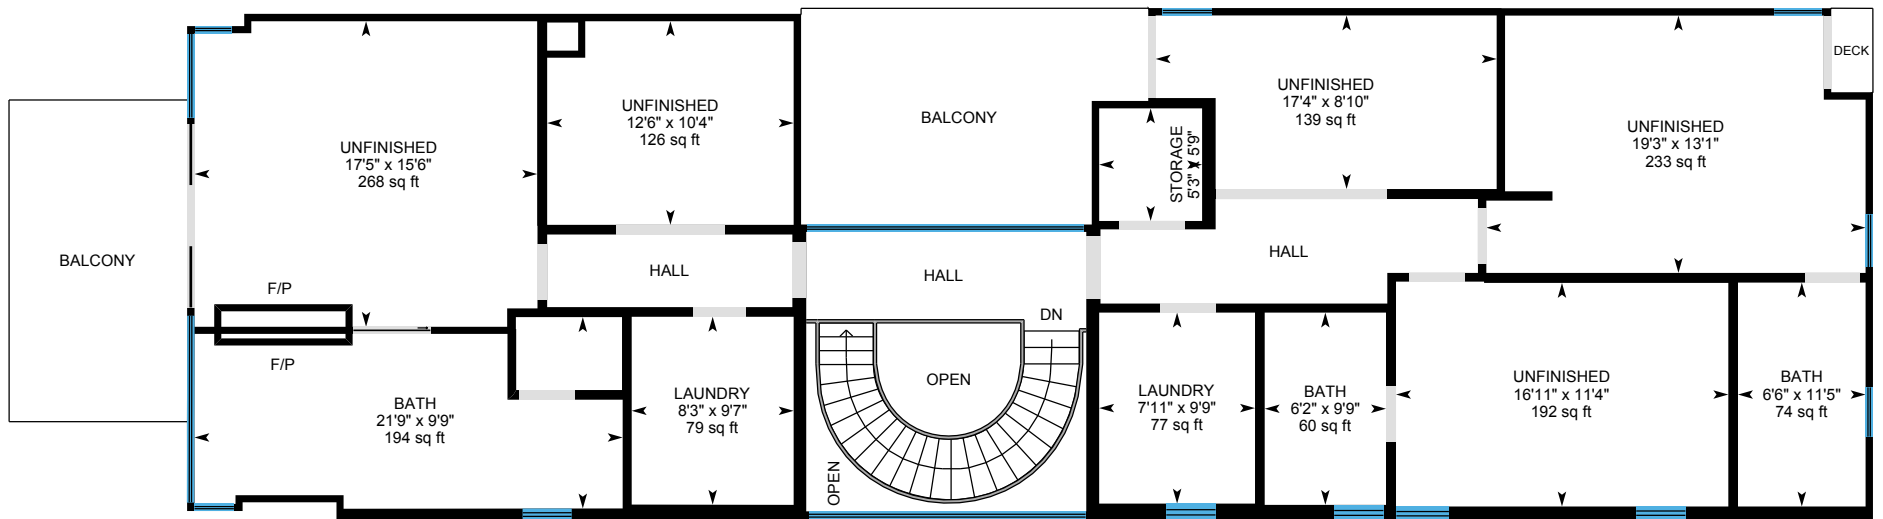 BALCONY
UNFINISHED
17'5" x 15'6"
268 sq ft
F/P
F/P
BATH
21'9" x 9'9"
194 sq ft
UNFINISHED
12'6" x 10'4"
126 sq ft
HALL
LAUNDRY
8'3" x 9'7"
79 sq ft
BALCONY
HALL
DN
OPEN
OPEN
STORAGE
5'3" x 5'9"
UNFINISHED
17'4" x 8'10"
139 sq ft
HALL
LAUNDRY
7'11" x 9'9"
77 sq ft
BATH
6'2" x 9'9"
60 sq ft
DECK
UNFINISHED
19'3" x 13'1"
233 sq ft
UNFINISHED
16'11" x 11'4"
192 sq ft
BATH
6'6" x 11'5"
74 sq ft